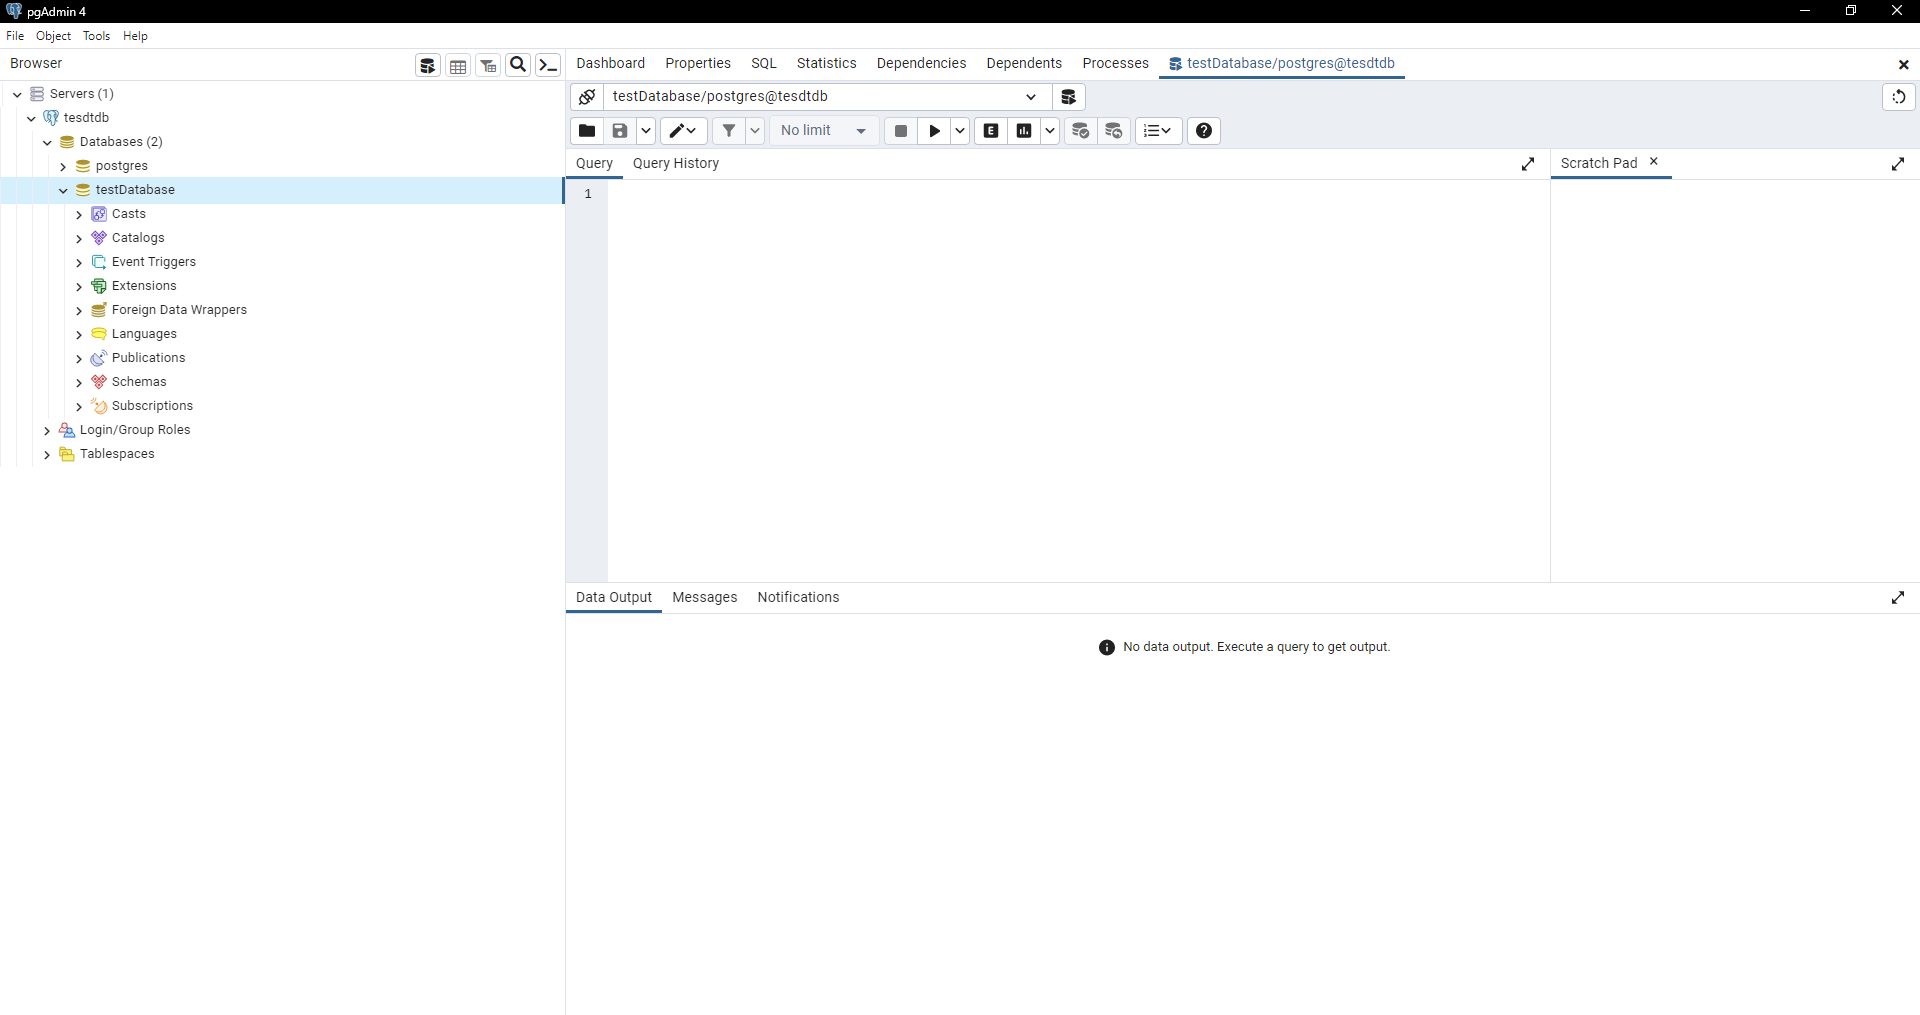 pgAdmin 4
File Object Tools Help
Browser
Servers (1)
tesdtdb
Databases (2)
postgres
testDatabase
Casts
Catalogs
Event Triggers
Extensions
Foreign Data Wrappers
Languages
Publications
Schemas
Subscriptions
Login/Group Roles
Tablespaces
Dashboard Properties SQL Statistics Dependencies Dependents Processes testDatabase/postgres@tesdtdb
testDatabase/postgres@tesdtdb
No limit E
Query Query History
1
Scratch Pad
Data Output Messages Notifications
No data output. Execute a query to get output.